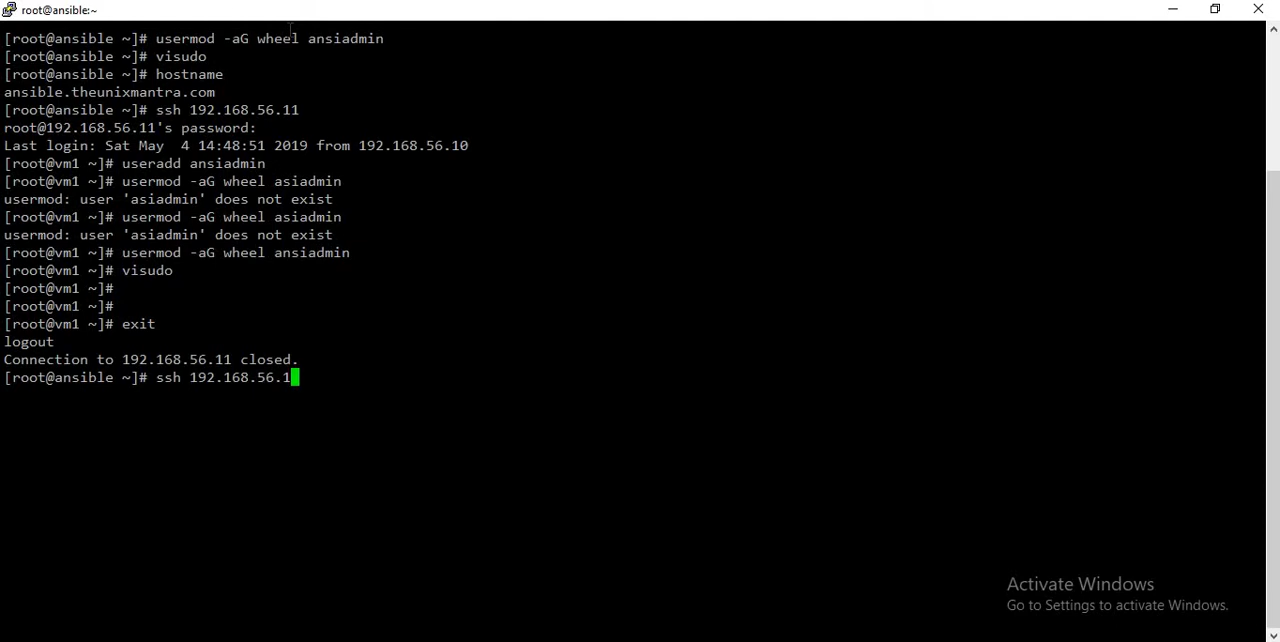 root@ansible:~
[root@ansible ~]# usermod -aG wheel ansiadmin
[root@ansible ~]# visudo
[root@ansible ~]# hostname
ansible.theunixmantra.com
[root@ansible ~]# ssh 192.168.56.11
root@192.168.56.11's password:
Last login: Sat May  4 14:48:51 2019 from 192.168.56.10
[root@vm1 ~]# useradd ansiadmin
[root@vm1 ~]# usermod -aG wheel asiadmin
usermod: user 'asiadmin' does not exist
[root@vm1 ~]# usermod -aG wheel asiadmin
usermod: user 'asiadmin' does not exist
[root@vm1 ~]# usermod -aG wheel ansiadmin
[root@vm1 ~]# visudo
[root@vm1 ~]#
[root@vm1 ~]#
[root@vm1 ~]# exit
logout
Connection to 192.168.56.11 closed.
[root@ansible ~]# ssh 192.168.56.1
Activate Windows
Go to Settings to activate Windows.